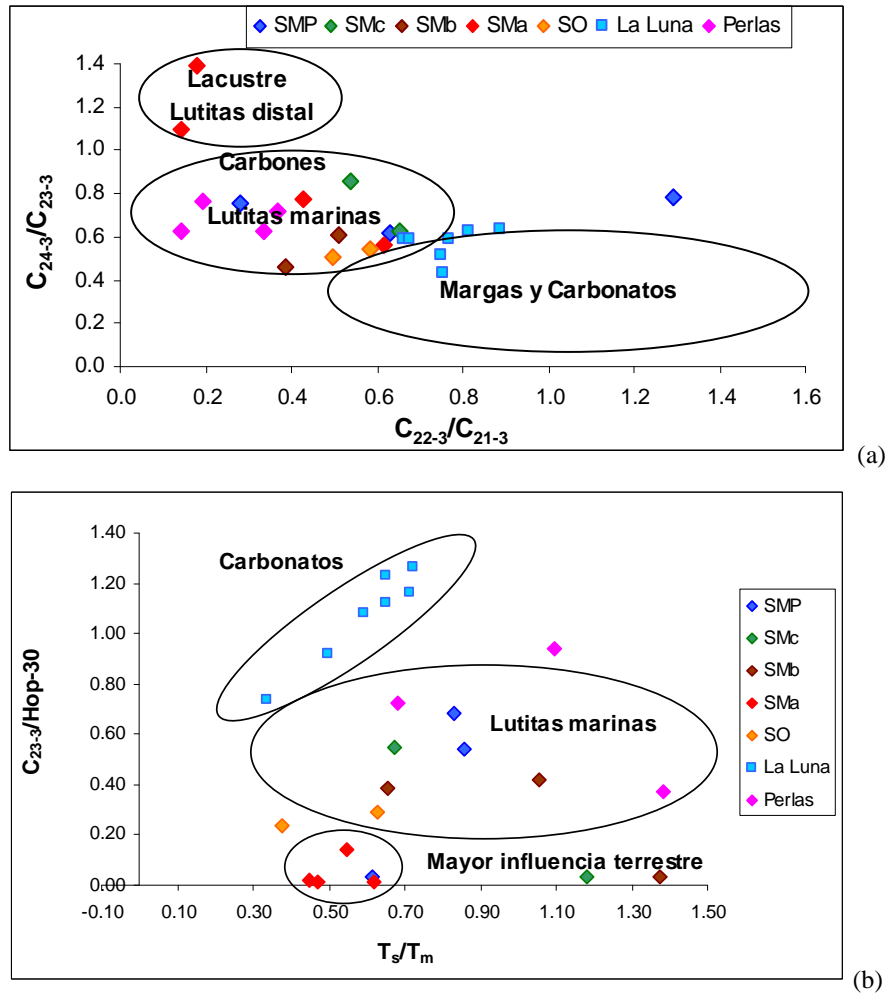 SMP SMc SMb SMa SO La Luna Perlas
1.4
1.2
1.0
0.8
0.6
0.4
0.2
0.0
C24-3/C23-3
Lacustre
Lutitas distal
Carbones
Lutitas marinas
Margas y Carbonatos
0.0 0.2 0.4 0.6 0.8 1.0 1.2 1.4 1.6
C22-3/C21-3
(a)
1.40
1.20
1.00
0.80
0.60
0.40
0.20
0.00
C23-3/Hop-30
Carbonatos
Lutitas marinas
Mayor influencia terrestre
SMP
SMc
SMb
SMa
SO
La Luna
Perlas
-0.10 0.10 0.30 0.50 0.70 0.90 1.10 1.30 1.50
Ts/Tm
(b)